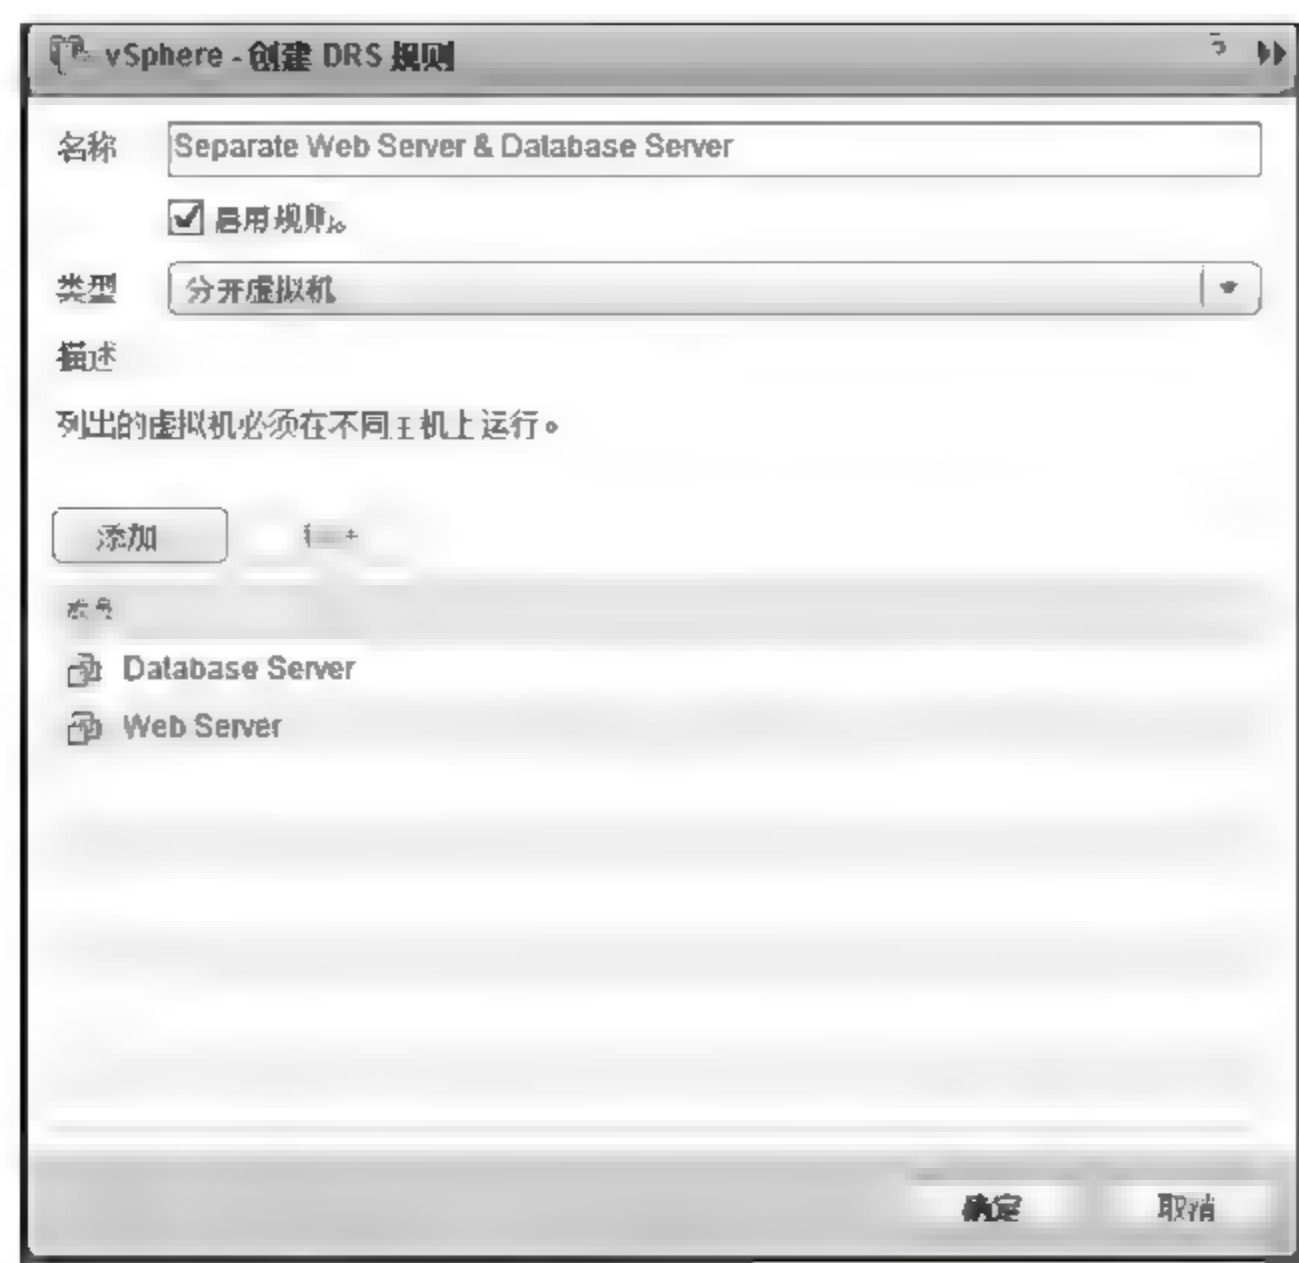 vSphere - 创建 DRS 规则
名称 Separate Web Server & Database Server
启用规则。
类型 分开虚拟机
描述
列出的虚拟机必须在不同主机上运行。
添加
Database Server
Web Server
确定 取消